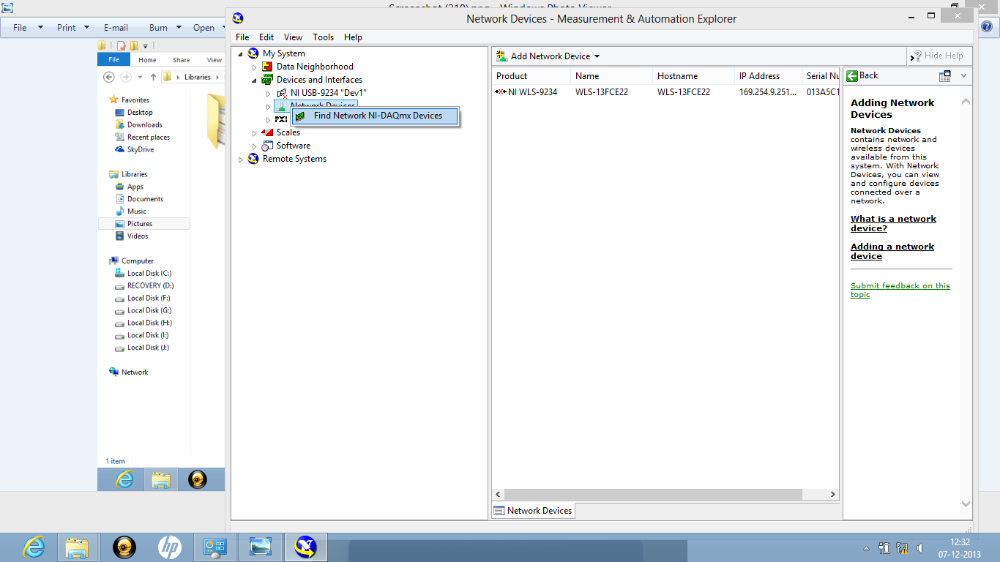 Screenshot (210).png - Windows Photo Viewer
File Print E-mail Burn Open
Network Devices - Measurement & Automation Explorer
File Edit View Tools Help
My System
Data Neighborhood
Devices and Interfaces
NI USB-9234 "Dev1"
Network Devices
Find Network NI-DAQmx Devices
PXI
Scales
Software
Remote Systems
Add Network Device
Hide Help
Product Name Hostname IP Address Serial Nu
NI WLS-9234 WLS-13FCE22 WLS-13FCE22 169.254.9.251... 013A5C1
Network Devices
Back
Adding Network
Devices
Network Devices
contains network and
wireless devices
available from this
system. With Network
Devices, you can view
and configure devices
connected over a
network.
What is a network
device?
Adding a network
device
Submit feedback on this
topic
File Home Share View
Libraries
Favorites
Desktop
Downloads
Recent places
SkyDrive
Libraries
Apps
Documents
Music
Pictures
Videos
Computer
Local Disk (C:)
RECOVERY (D:)
Local Disk (F:)
Local Disk (G:)
Local Disk (H:)
Local Disk (I:)
Local Disk (J:)
Network
1 item
hp
12:32
07-12-2013